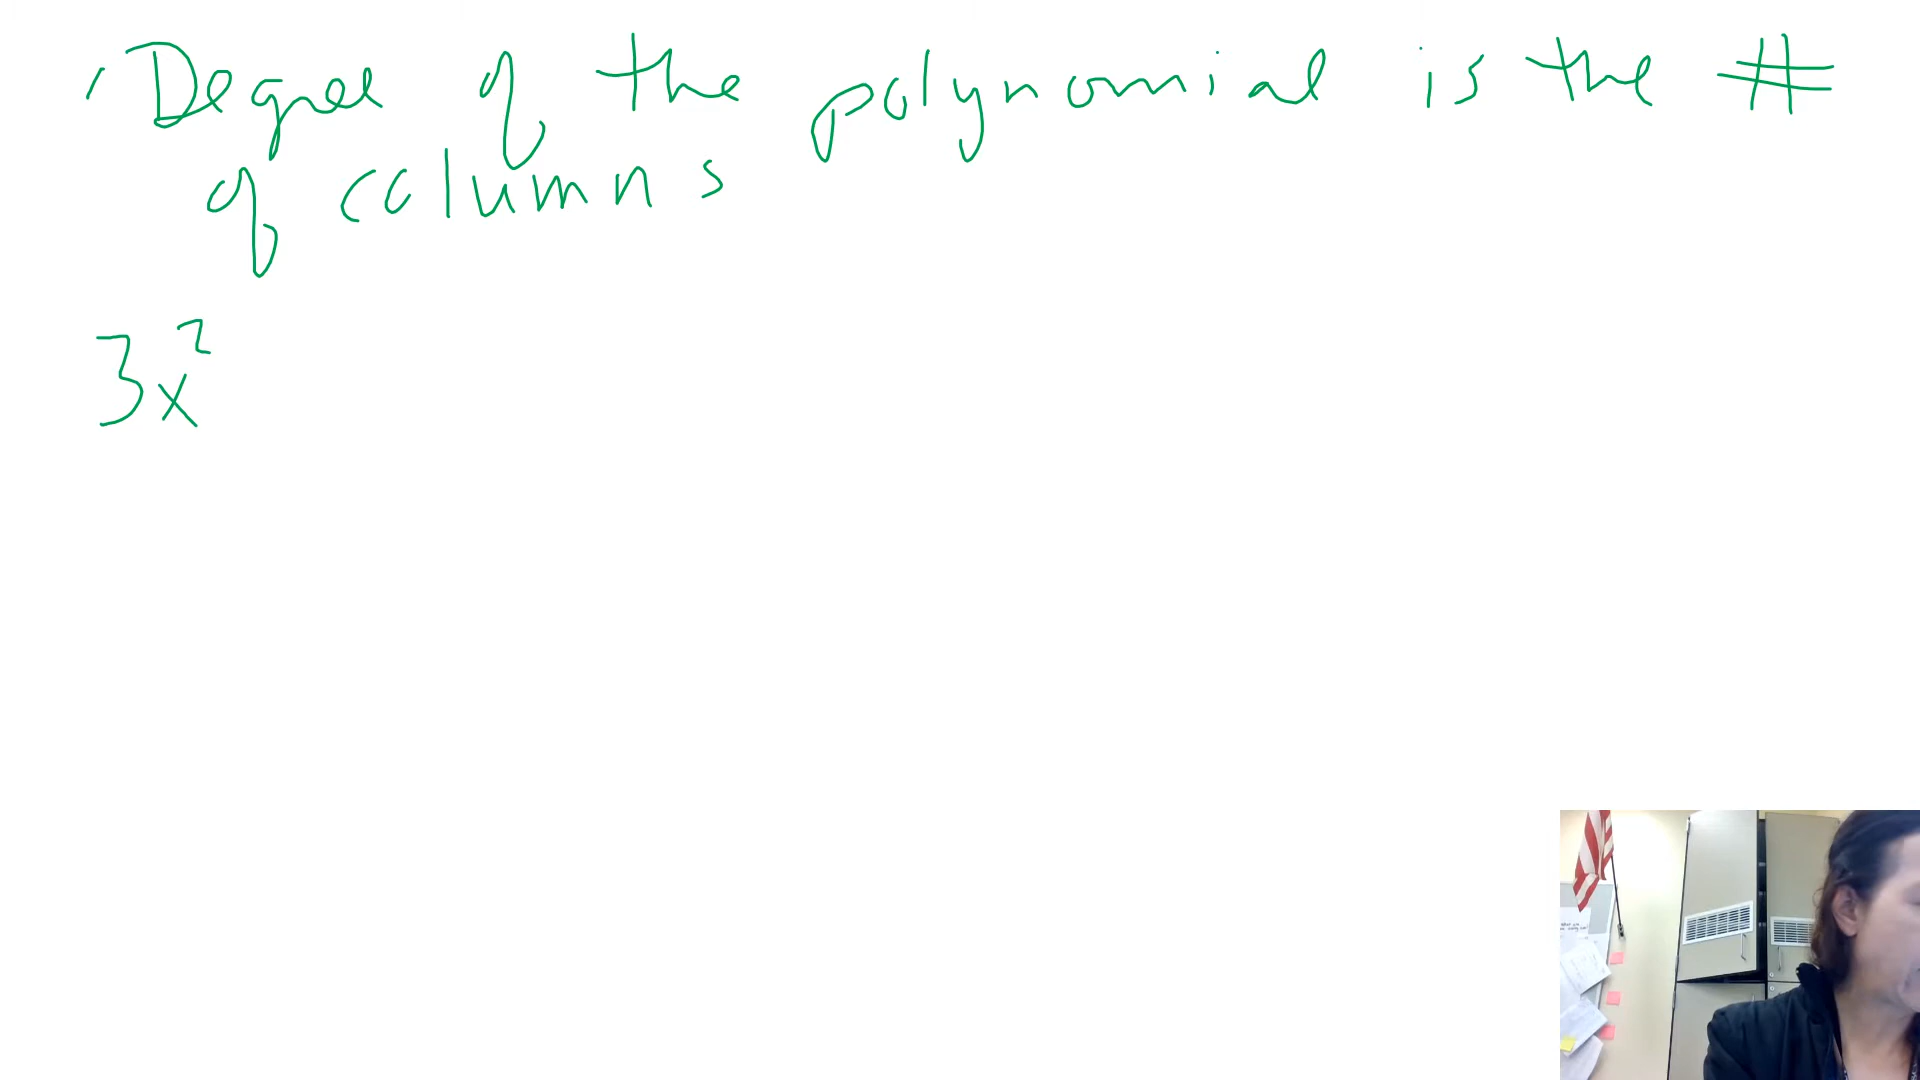 Degree of the polynomial is the #
of columns
3x²